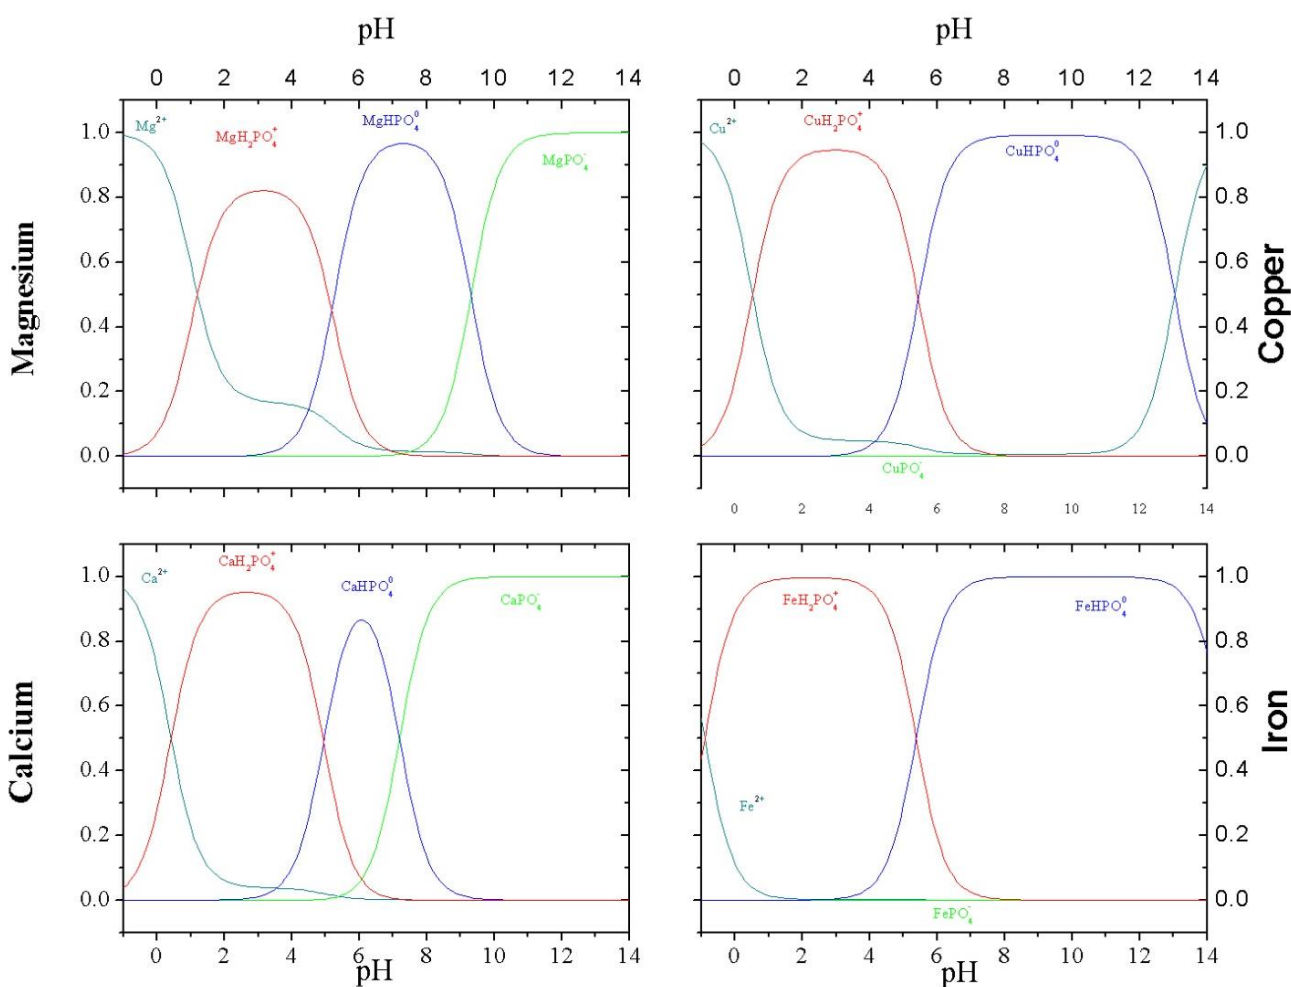 pH
pH
0 2 4 6 8 10 12 14
0 2 4 6 8 10 12 14
Magnesium
1.0
0.8
0.6
0.4
0.2
0.0
Mg²⁺
MgH₂PO₄⁺
MgHPO₄⁰
MgPO₄⁻
Cu²⁺
CuH₂PO₄⁺
CuHPO₄⁰
CuPO₄⁻
1.0
0.8
0.6
0.4
0.2
0.0
Copper
0 2 4 6 8 10 12 14
Calcium
1.0
0.8
0.6
0.4
0.2
0.0
Ca²⁺
CaH₂PO₄⁺
CaHPO₄⁰
CaPO₄⁻
FeH₂PO₄⁺
FeHPO₄⁰
Fe²⁺
FePO₄⁻
1.0
0.8
0.6
0.4
0.2
0.0
Iron
0 2 4 6 8 10 12 14
0 2 4 6 8 10 12 14
pH
pH